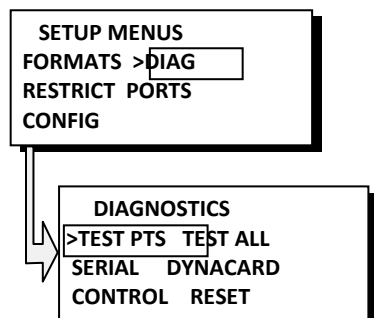 SETUP MENUS
FORMATS >DIAG
RESTRICT PORTS
CONFIG
DIAGNOSTICS
>TEST PTS TEST ALL
SERIAL DYNACARD
CONTROL RESET